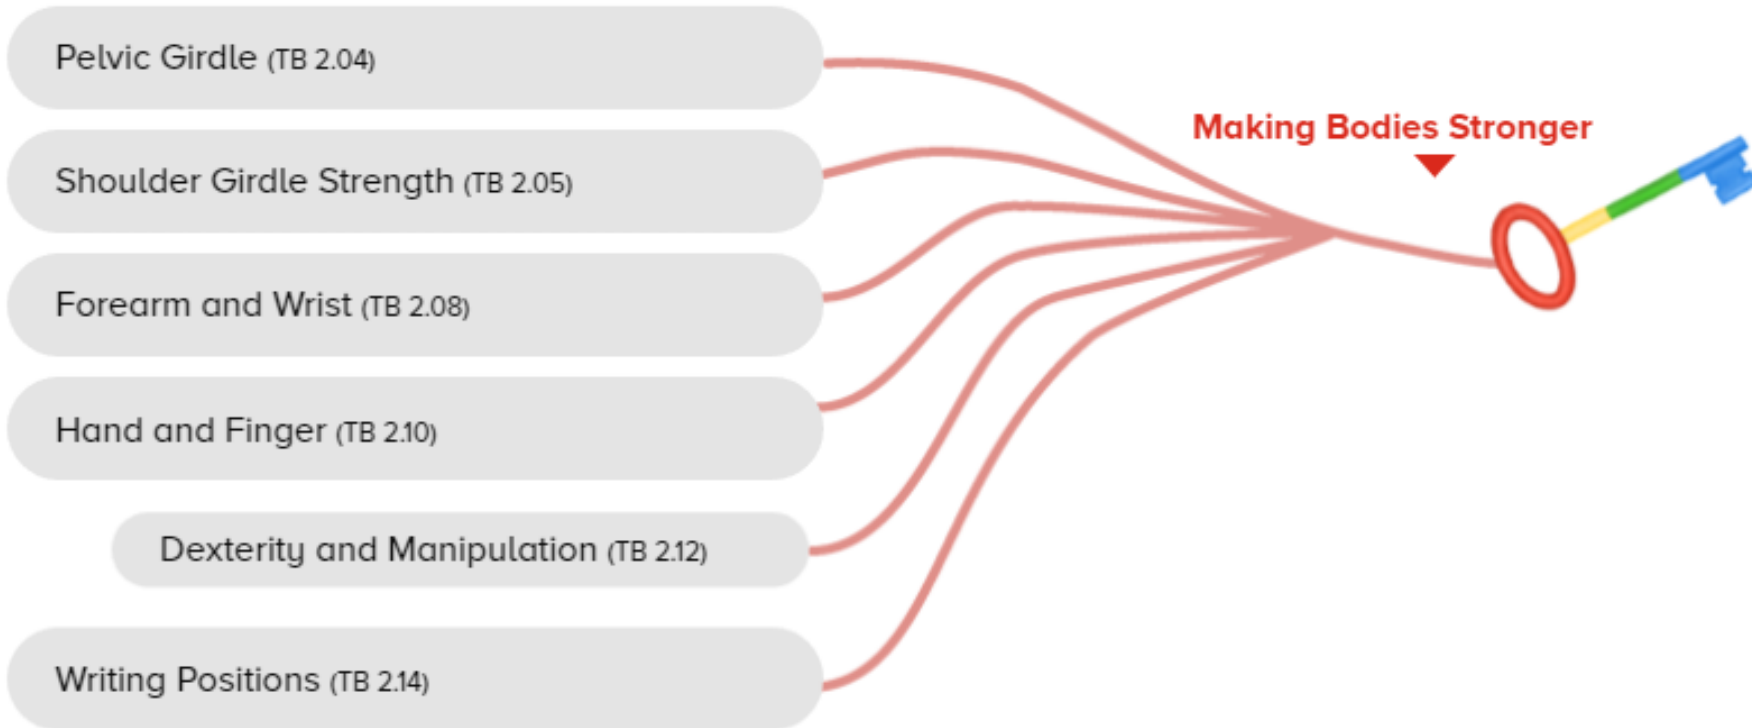 Pelvic Girdle (TB 2.04)
Making Bodies Stronger
Shoulder Girdle Strength (TB 2.05)
Forearm and Wrist (TB 2.08)
Hand and Finger (TB 2.10)
Dexterity and Manipulation (TB 2.12)
Writing Positions (TB 2.14)